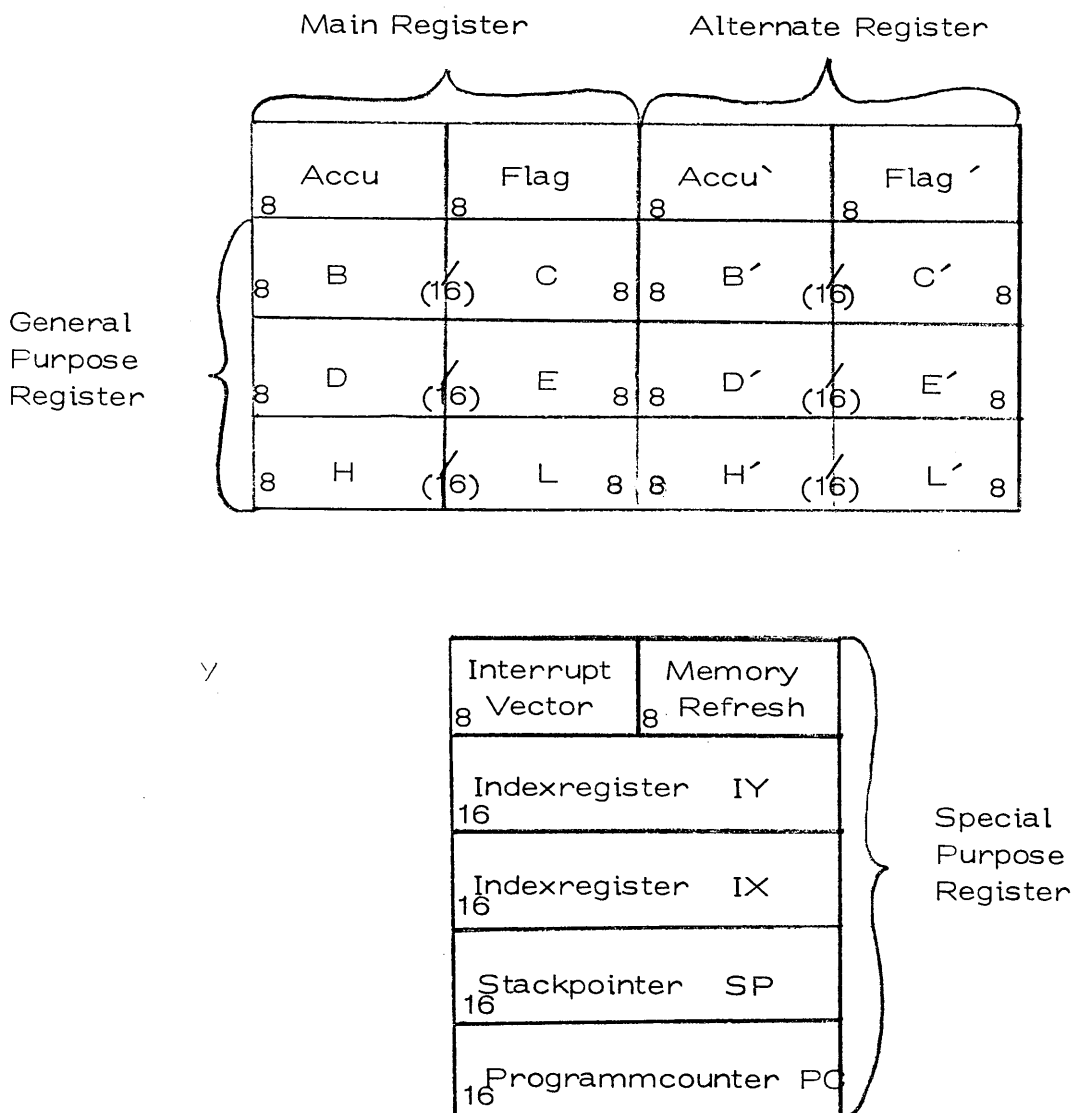 Main Register Alternate Register
Accu Flag Accu` Flag ´
8 8 8 8
8 B (16) C 8 8 B´ (16) C´ 8
General
Purpose
Register
8 D (16) E 8 8 D´ (16) E´ 8
8 H (16) L 8 8 H´ (16) L´ 8
Y
Interrupt Memory
8 Vector 8 Refresh
Indexregister IY
16
Indexregister IX
16
Stackpointer SP
16
Programmcounter PC
16
Special
Purpose
Register